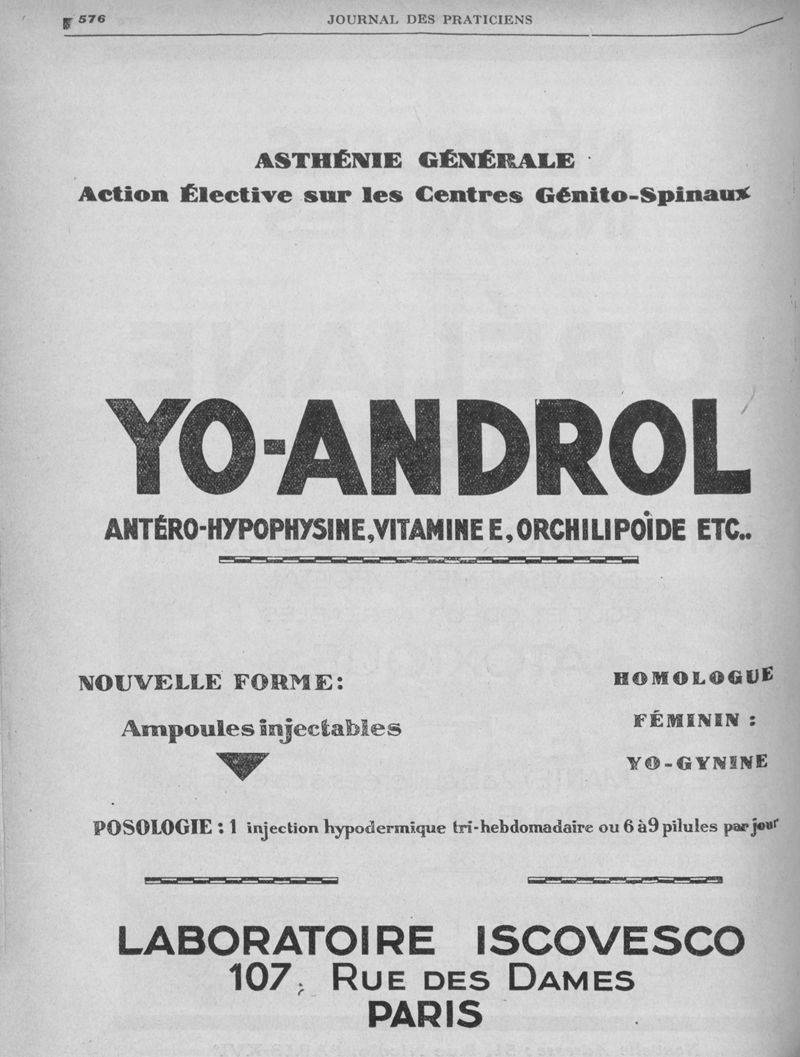 576
JOURNAL DES PRATICIENS
ASTHÉNIE GÉNÉRALE
Action Élective sur les Centres Génito-Spinaux
YO-ANDROL
ANTÉRO-HYPOPHYSINE, VITAMINE E, ORCHILIPOÏDE ETC..
NOUVELLE FORME:
Ampoules injectables
HOMOLOGUE
FÉMININ :
YO-GYNINE
POSOLOGIE : 1 injection hypodermique tri-hebdomadaire ou 6 à 9 pilules par jour
LABORATOIRE ISCOVESCO
107, RUE DES DAMES
PARIS